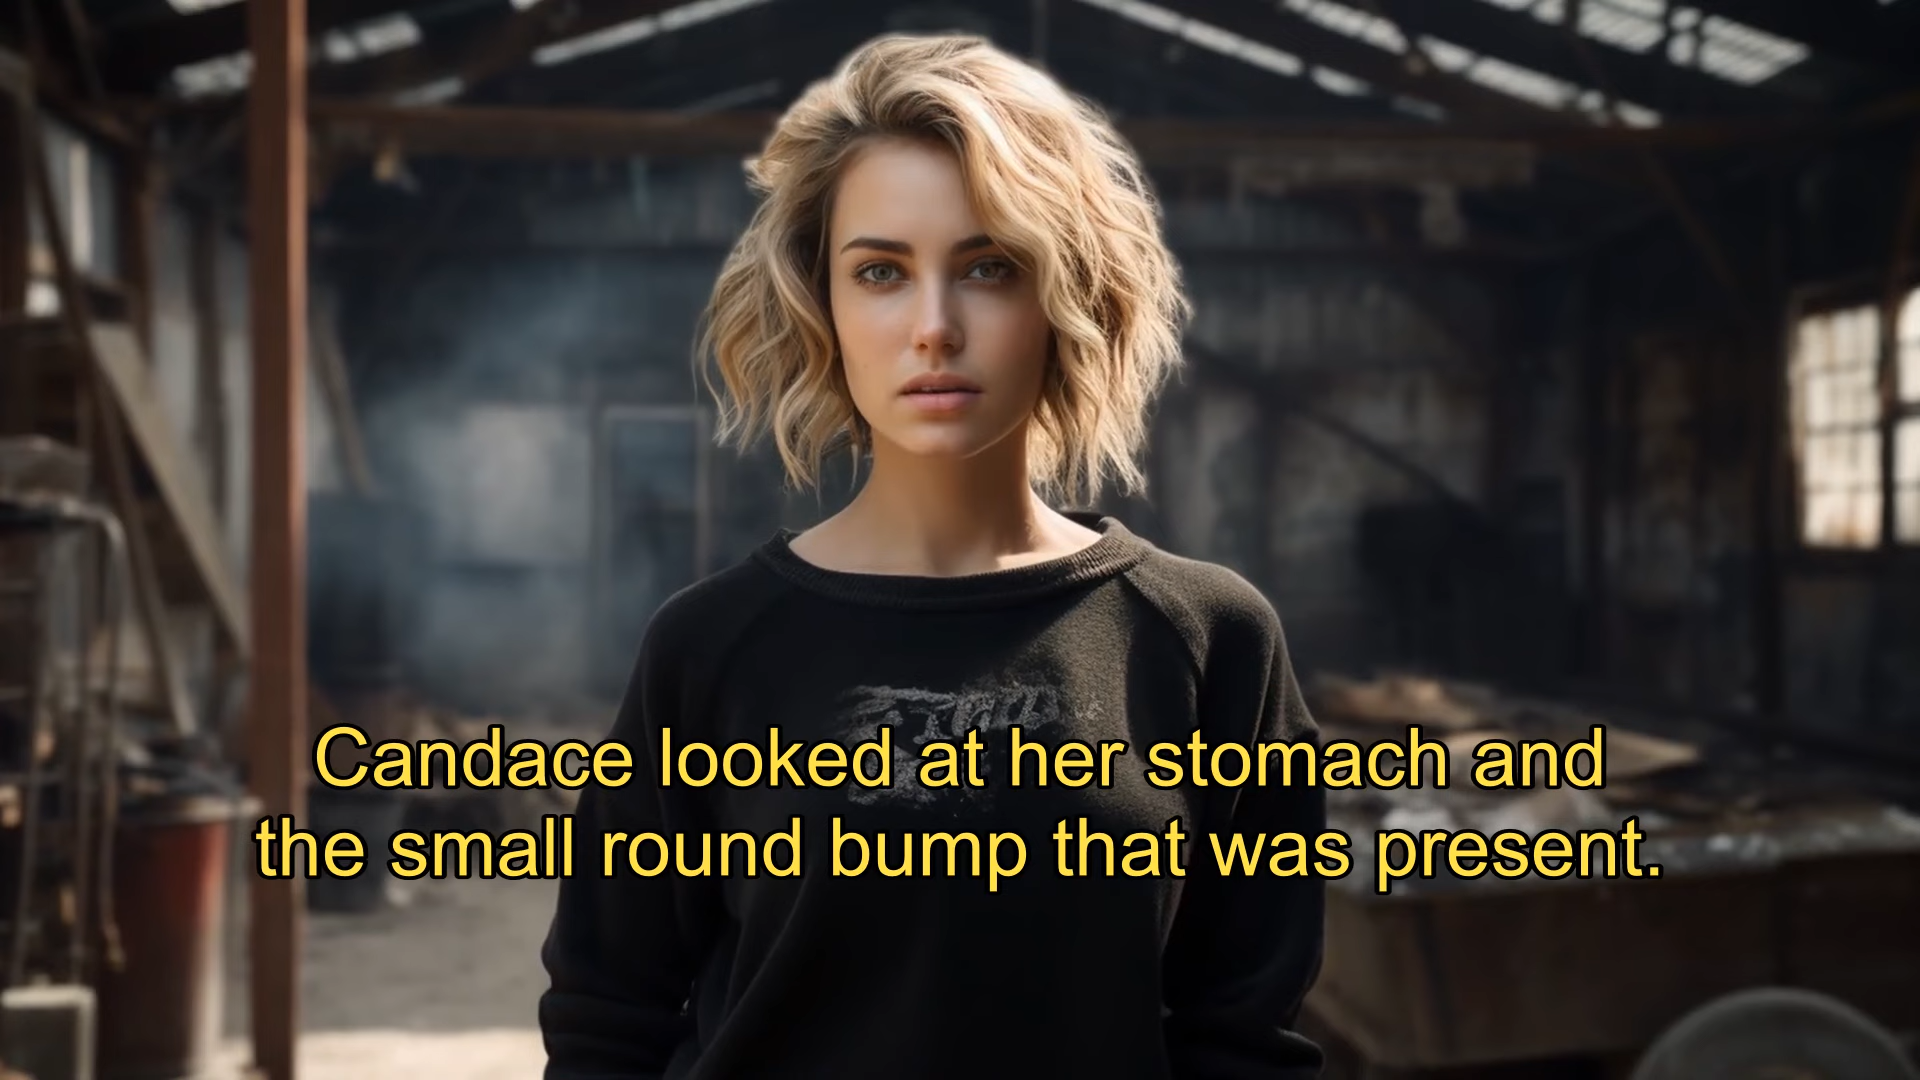 Candace looked at her stomach and
the small round bump that was present.